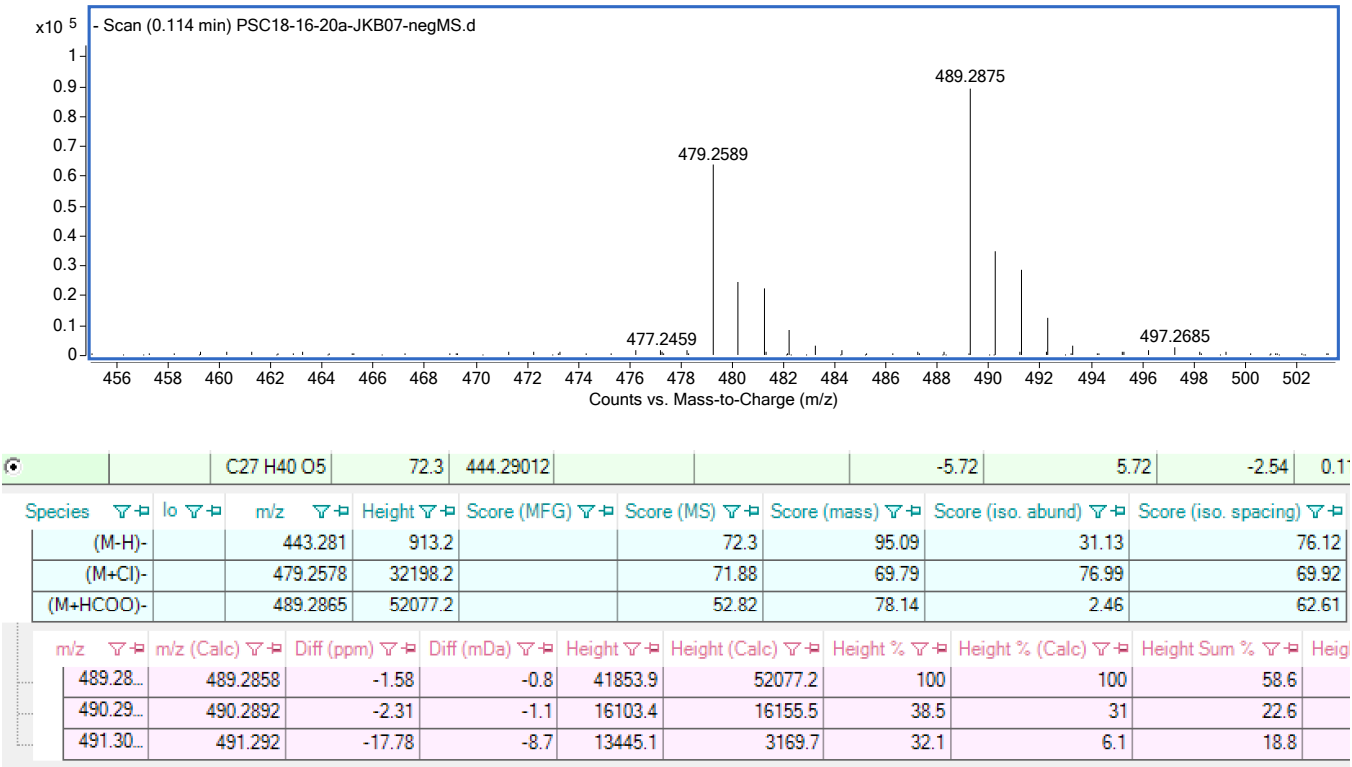 x10 5
- Scan (0.114 min) PSC18-16-20a-JKB07-negMS.d
1
0.9
0.8
0.7
0.6
0.5
0.4
0.3
0.2
0.1
0
489.2875
479.2589
477.2459
497.2685
456 458 460 462 464 466 468 470 472 474 476 478 480 482 484 486 488 490 492 494 496 498 500 502
Counts vs. Mass-to-Charge (m/z)
C27 H40 O5 72.3 444.29012 -5.72 5.72 -2.54
Species Io m/z Height Score (MFG) Score (MS) Score (mass) Score (iso. abund) Score (iso. spacing)
(M-H)- 443.281 913.2 72.3 95.09 31.13 76.12
(M+Cl)- 479.2578 32198.2 71.88 69.79 76.99 69.92
(M+HCOO)- 489.2865 52077.2 52.82 78.14 2.46 62.61
m/z m/z (Calc) Diff (ppm) Diff (mDa) Height Height (Calc) Height % Height % (Calc) Height Sum %
489.28... 489.2858 -1.58 -0.8 41853.9 52077.2 100 100 58.6
490.29... 490.2892 -2.31 -1.1 16103.4 16155.5 38.5 31 22.6
491.30... 491.292 -17.78 -8.7 13445.1 3169.7 32.1 6.1 18.8